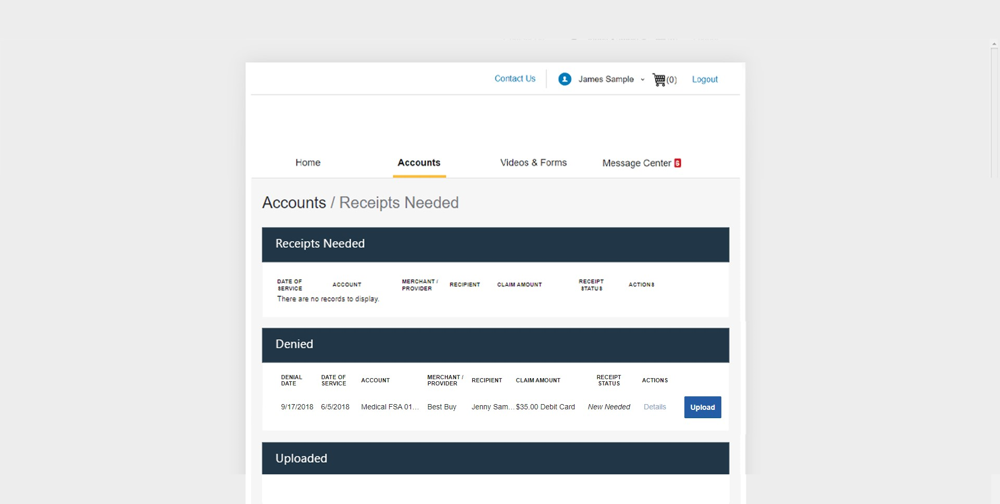 Contact Us James Sample (0) Logout
Home Accounts Videos & Forms Message Center 6
Accounts / Receipts Needed
Receipts Needed
DATE OF SERVICE ACCOUNT MERCHANT / PROVIDER RECIPIENT CLAIM AMOUNT RECEIPT STATUS ACTIONS
There are no records to display.
Denied
DENIAL DATE DATE OF SERVICE ACCOUNT MERCHANT / PROVIDER RECIPIENT CLAIM AMOUNT RECEIPT STATUS ACTIONS
9/17/2018 6/5/2018 Medical FSA 01... Best Buy Jenny Sam... $35.00 Debit Card New Needed Details Upload
Uploaded